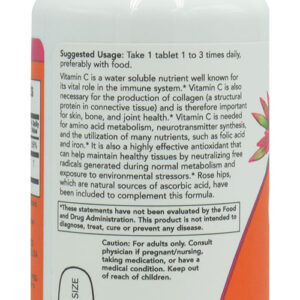 Suggested Usage: Take 1 tablet 1 to 3 times daily,
preferably with food.
Vitamin C is a water soluble nutrient well known for
its vital role in the immune system.* Vitamin C is also
necessary for the production of collagen (a structural
protein in connective tissue) and is therefore important
for skin, bone, and joint health.* Vitamin C is needed
for amino acid metabolism, neurotransmitter synthesis,
and the utilization of many nutrients, such as folic acid
and iron.* It is also a highly effective antioxidant that
can help maintain healthy tissues by neutralizing free
radicals generated during normal metabolism and
exposure to environmental stressors.* Rose hips,
which are natural sources of ascorbic acid, have
been included to complement this formula.
*These statements have not been evaluated by the Food
and Drug Administration. This product is not intended to
diagnose, treat, cure or prevent any disease.
Caution: For adults only. Consult
physician if pregnant/nursing,
taking medication, or have a
medical condition. Keep out
of reach of children.
SIZE